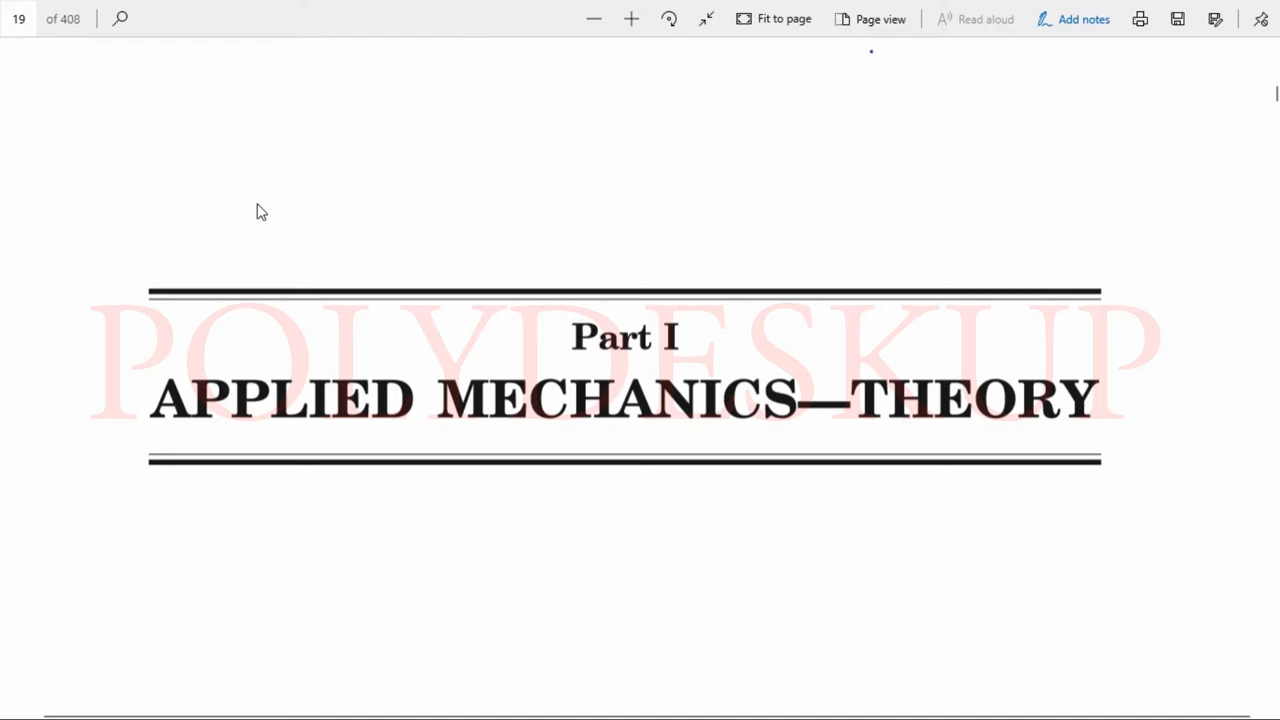 19 of 408 Fit to page Page view Read aloud Add notes
Part I
POLYDESKUP
APPLIED MECHANICS—THEORY